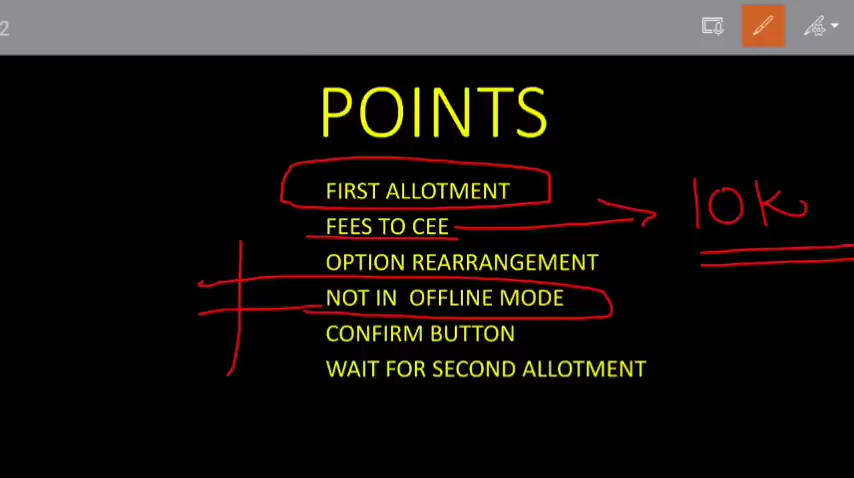 2
POINTS
FIRST ALLOTMENT
FEES TO CEE
10K
OPTION REARRANGEMENT
NOT IN OFFLINE MODE
CONFIRM BUTTON
WAIT FOR SECOND ALLOTMENT